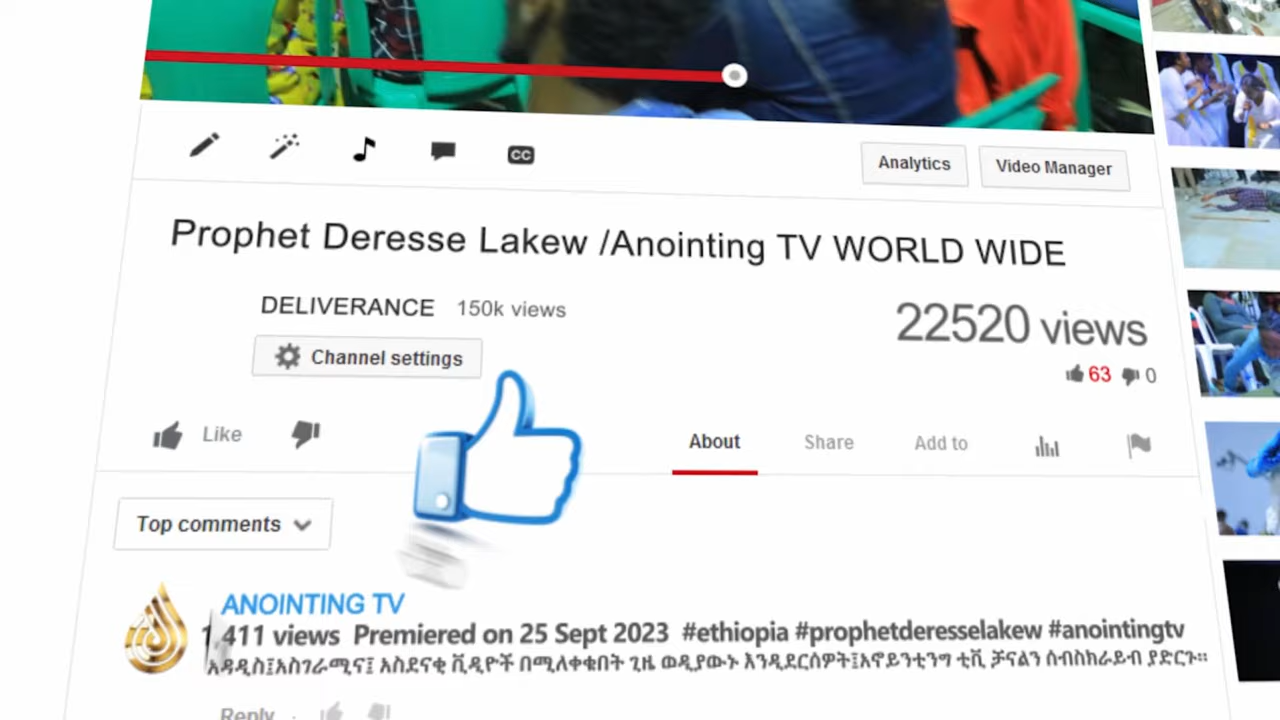 CC
Analytics
Video Manager
Prophet Deresse Lakew /Anointing TV WORLD WIDE
DELIVERANCE 150k views
22520 views
Channel settings
63 0
Like
About
Share
Add to
Top comments
ANOINTING TV
1,411 views Premiered on 25 Sept 2023 #ethiopia #prophetderesselakew #anointingtv
አዳዲስ፤አስገራሚና፤ አስደናቂ ቪዲዮች በሚለቀቁበት ጊዜ ወዲያውኑ እንዲደርሰዎት፤አኖይንቲንግ ቲቪ ቻናልን ሰብስክራይብ ያድርጉ።
Reply